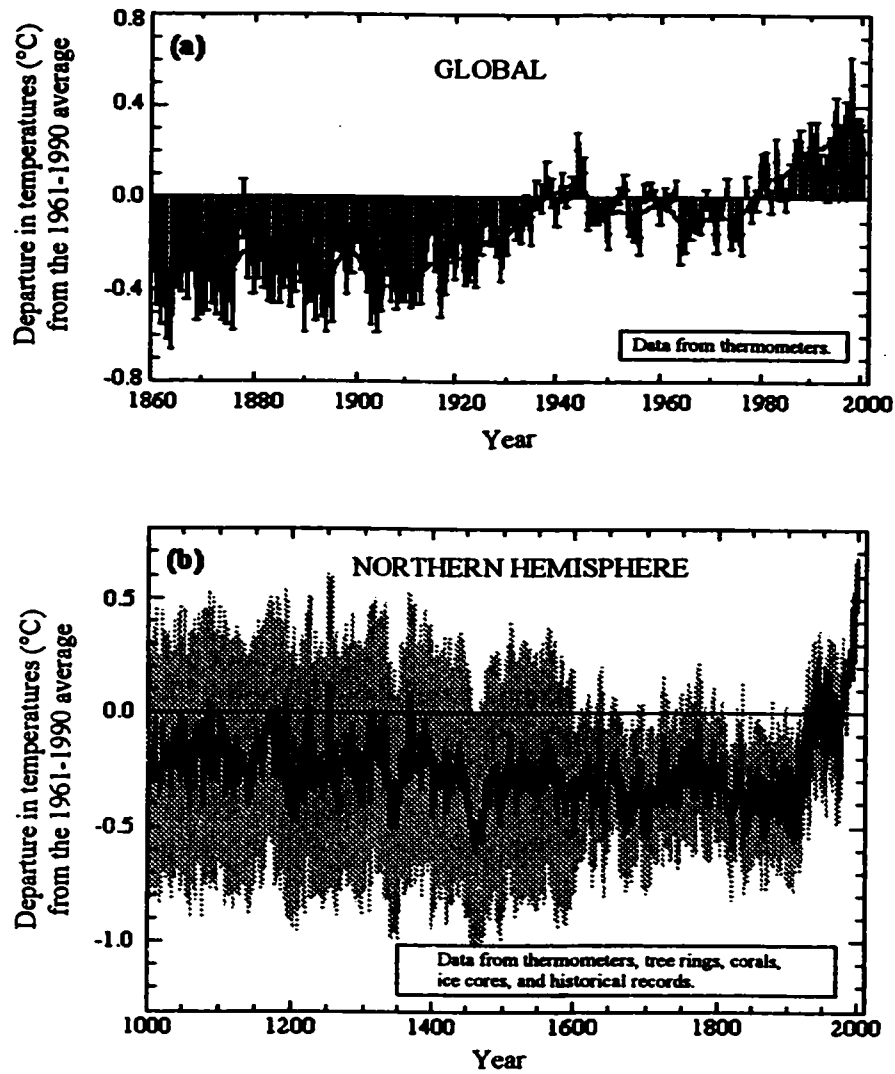 Departure in temperatures (°C)
from the 1961-1990 average
(a)
GLOBAL
0.8
0.4
0.0
-0.4
-0.8
Data from thermometers.
1860 1880 1900 1920 1940 1960 1980 2000
Year
Departure in temperatures (°C)
from the 1961-1990 average
(b)
NORTHERN HEMISPHERE
0.5
0.0
-0.5
-1.0
Data from thermometers, tree rings, corals,
ice cores, and historical records.
1000 1200 1400 1600 1800 2000
Year